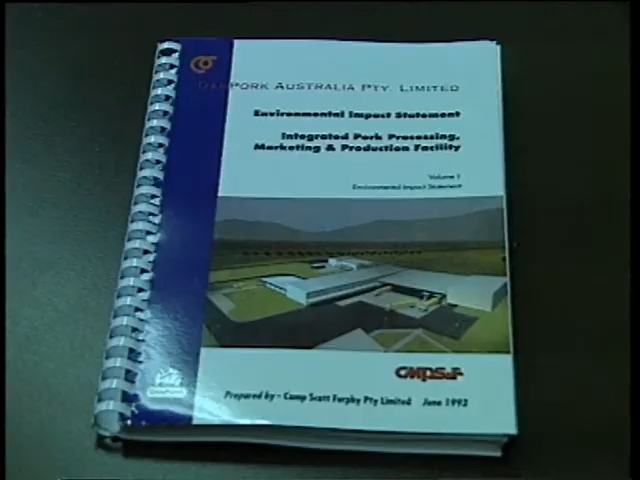 DANPORK AUSTRALIA PTY. LIMITED
Environmental Impact Statement
Integrated Pork Processing,
Marketing & Production Facility
Volume 1
Environmental Impact Statement
CMPS&F
Prepared by - Camp Scott Furphy Pty Limited June 1993